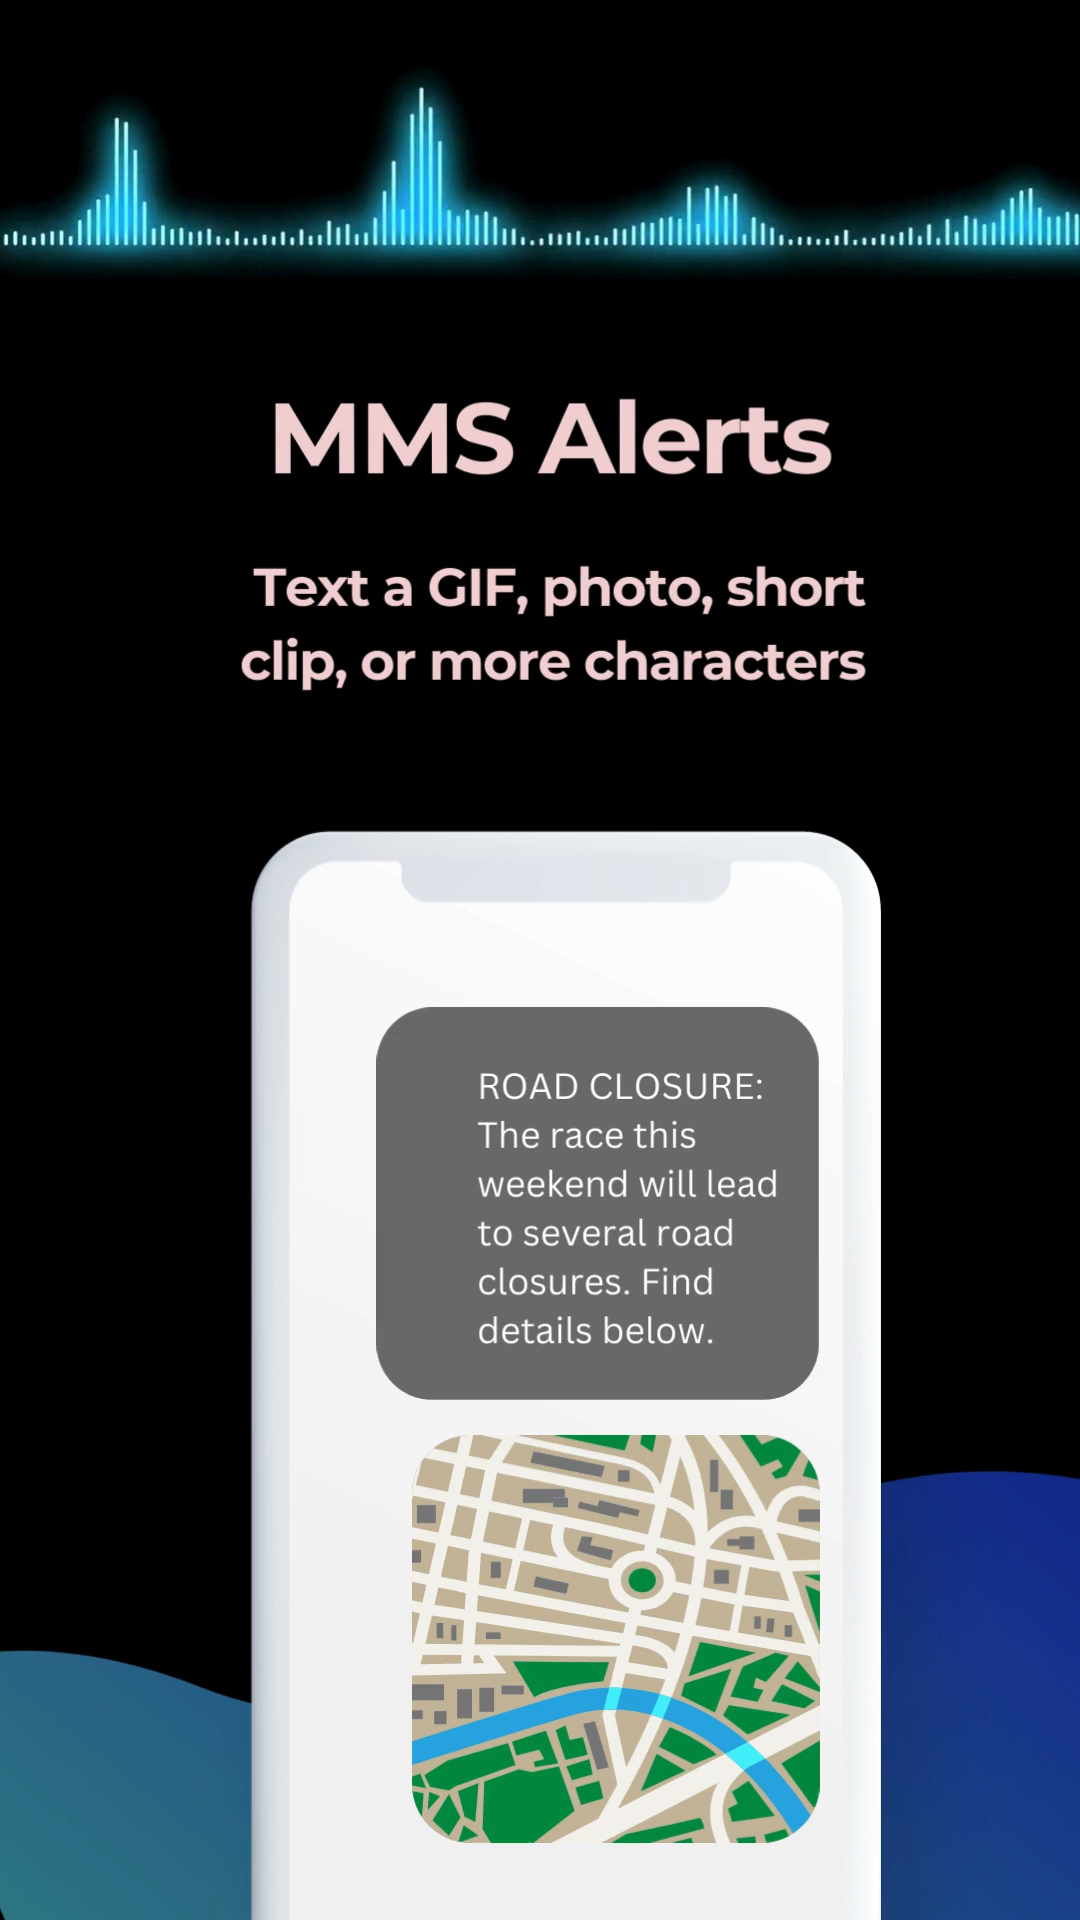 MMS Alerts
Text a GIF, photo, short
clip, or more characters
ROAD CLOSURE:
The race this
weekend will lead
to several road
closures. Find
details below.